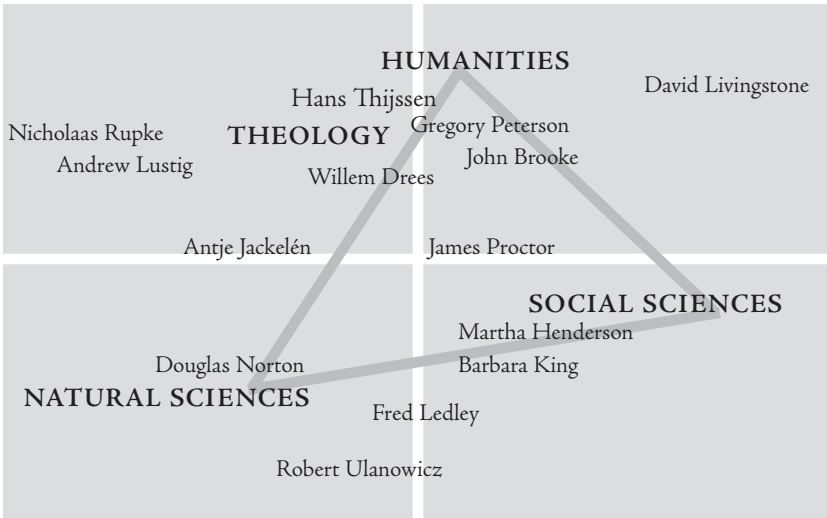 HUMANITIES
David Livingstone
Hans Thijssen
Gregory Peterson
Nicholaas Rupke
THEOLOGY
John Brooke
Andrew Lustig
Willem Drees
Antje Jackelén
James Proctor
SOCIAL SCIENCES
Martha Henderson
Douglas Norton
Barbara King
NATURAL SCIENCES
Fred Ledley
Robert Ulanowicz